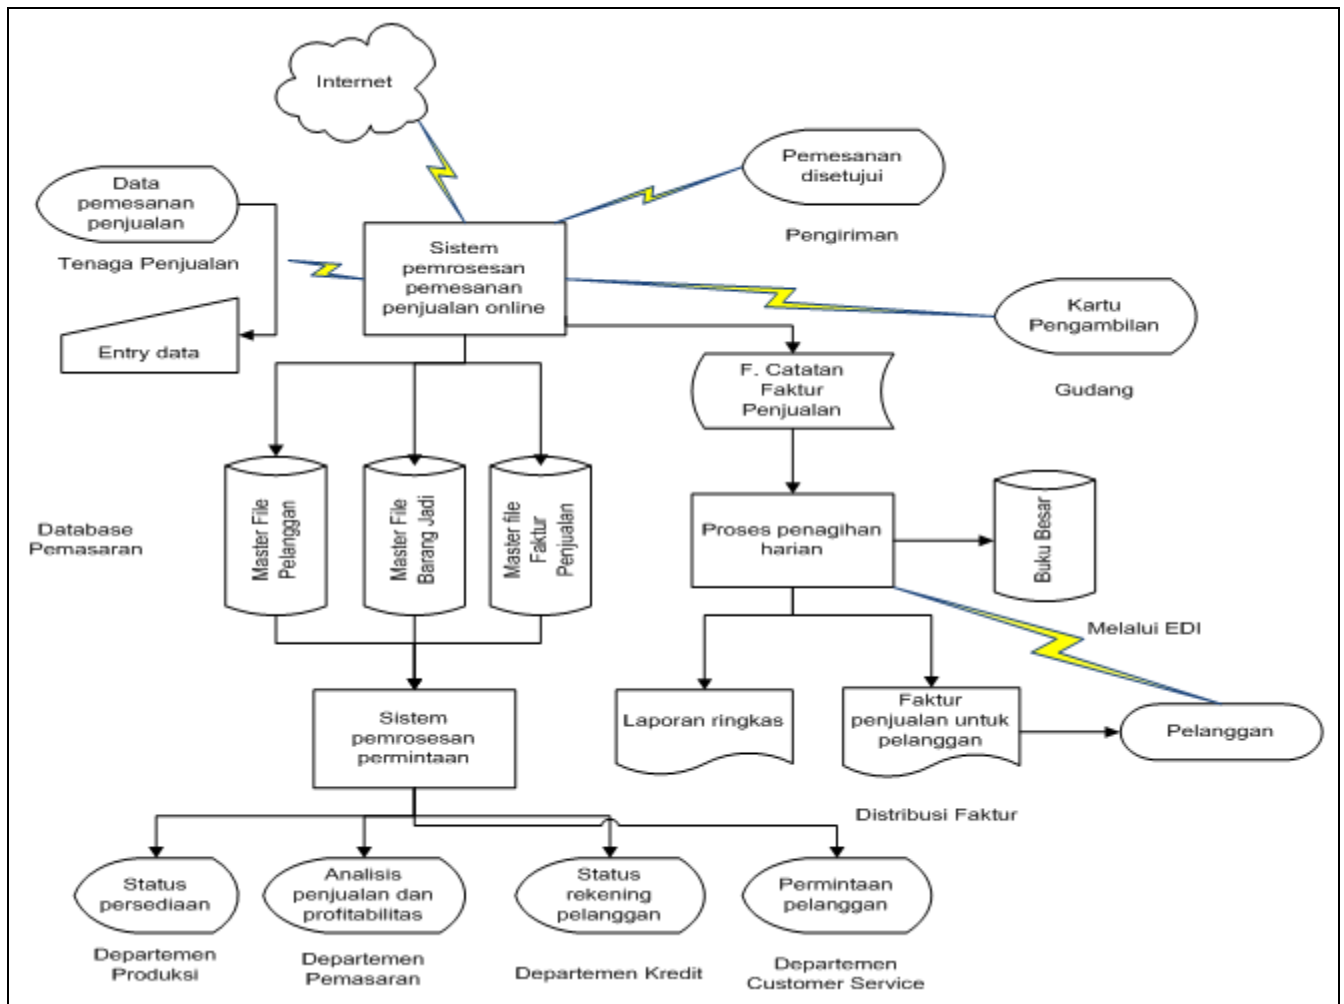 Internet
Pemesanan
disetujui
Pengiriman
Data
pemesanan
penjualan
Tenaga Penjualan
Sistem
pemrosesan
pemesanan
penjualan online
Entry data
Kartu
Pengambilan
Gudang
F. Catatan
Faktur
Penjualan
Database
Pemasaran
Master File
Pelanggan
Master File
Barang Jadi
Master file
Faktur
Penjualan
Proses penagihan
harian
Buku Besar
Melalui EDI
Sistem
pemrosesan
permintaan
Laporan ringkas
Faktur
penjualan untuk
pelanggan
Pelanggan
Distribusi Faktur
Status
persediaan
Analisis
penjualan dan
profitabilitas
Status
rekening
pelanggan
Permintaan
pelanggan
Departemen
Produksi
Departemen
Pemasaran
Departemen Kredit
Departemen
Customer Service